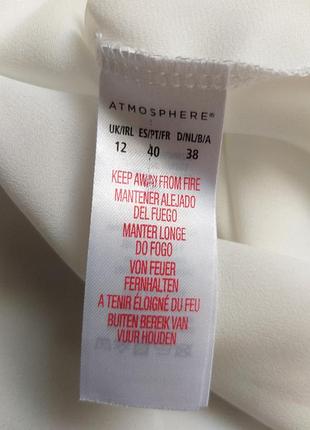 ATMOSPHERE®
UK/IRL ES/PT/FR D/NL/B/A
12 40 38
KEEP AWAY FROM FIRE
MANTENER ALEJADO
DEL FUEGO
MANTER LONGE
DO FOGO
VON FEUER
FERNHALTEN
A TENIR ÉLOIGNÉ DU FEU
BUITEN BEREIK VAN
VUUR HOUDEN